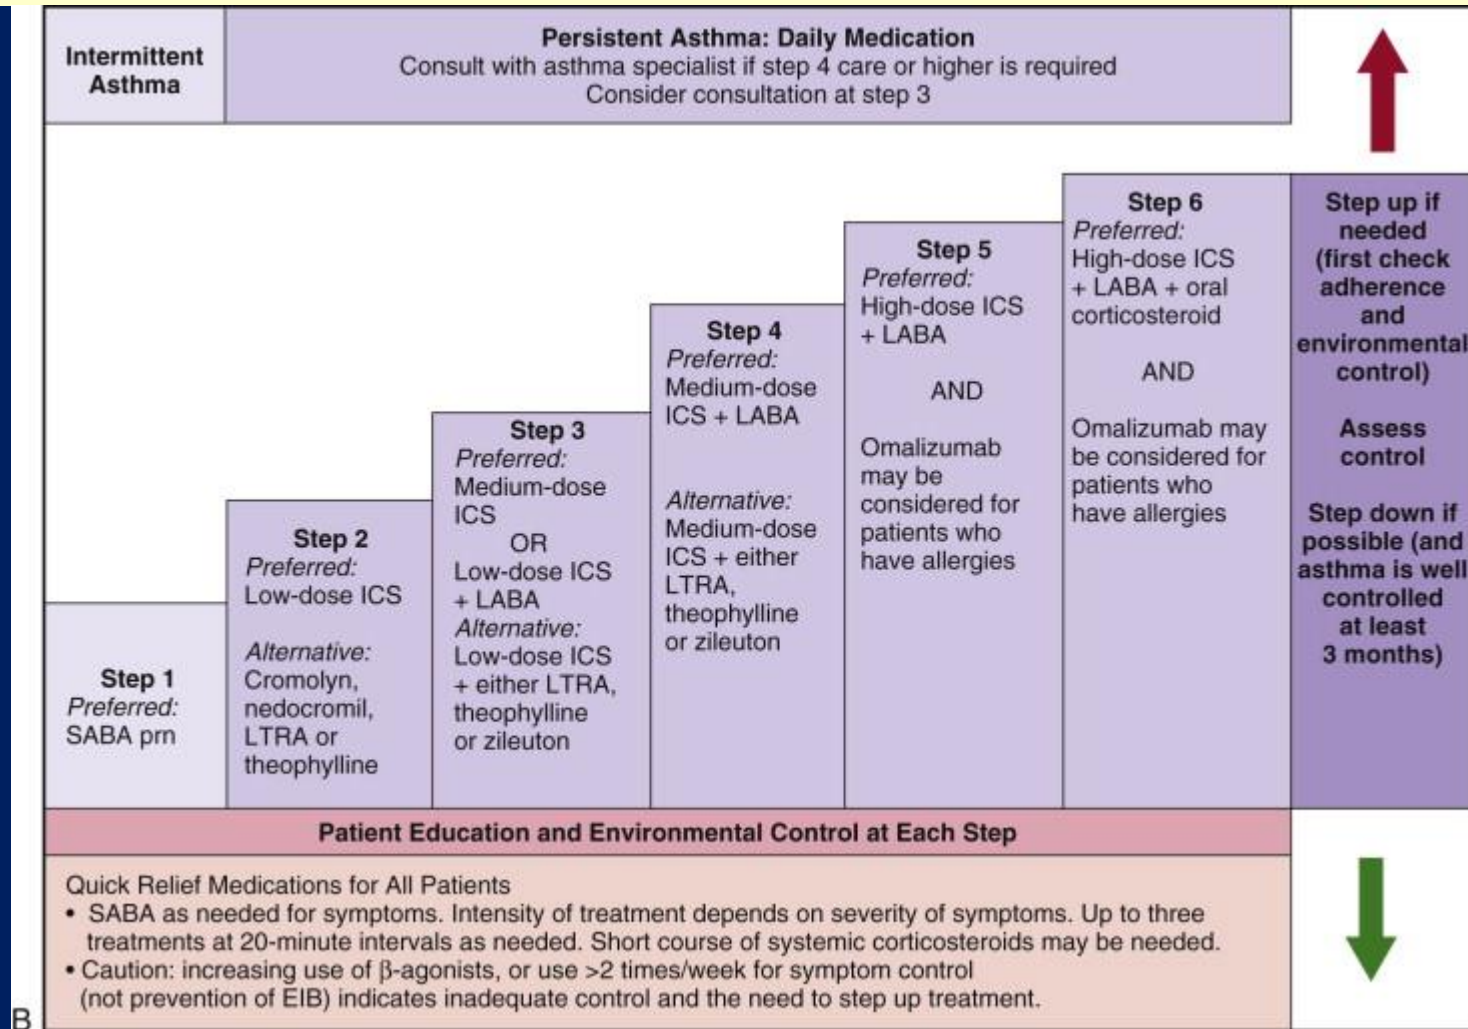 Intermittent
Asthma
Persistent Asthma: Daily Medication
Consult with asthma specialist if step 4 care or higher is required
Consider consultation at step 3
Step 1
Preferred:
SABA prn
Step 2
Preferred:
Low-dose ICS
Alternative:
Cromolyn,
nedocromil,
LTRA or
theophylline
Step 3
Preferred:
Medium-dose
ICS
OR
Low-dose ICS
+ LABA
Alternative:
Low-dose ICS
+ either LTRA,
theophylline
or zileuton
Step 4
Preferred:
Medium-dose
ICS + LABA
Alternative:
Medium-dose
ICS + either
LTRA,
theophylline
or zileuton
Step 5
Preferred:
High-dose ICS
+ LABA
AND
Omalizumab
may be
considered for
patients who
have allergies
Step 6
Preferred:
High-dose ICS
+ LABA + oral
corticosteroid
AND
Omalizumab may
be considered for
patients who
have allergies
Step up if
needed
(first check
adherence
and
environmental
control)
Assess
control
Step down if
possible (and
asthma is well
controlled
at least
3 months)
Patient Education and Environmental Control at Each Step
Quick Relief Medications for All Patients
• SABA as needed for symptoms. Intensity of treatment depends on severity of symptoms. Up to three
treatments at 20-minute intervals as needed. Short course of systemic corticosteroids may be needed.
• Caution: increasing use of β-agonists, or use >2 times/week for symptom control
(not prevention of EIB) indicates inadequate control and the need to step up treatment.
B